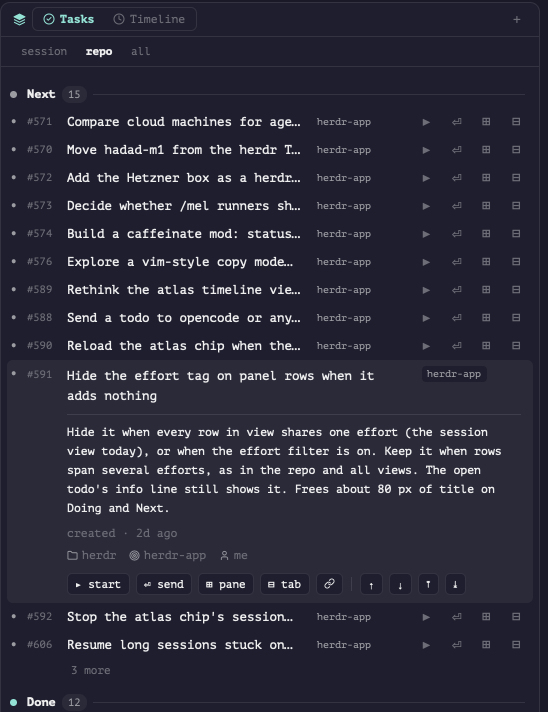 Tasks Timeline +
session repo all
Next 15
#571 Compare cloud machines for age… herdr-app
#570 Move hadad-m1 from the herdr T… herdr-app
#572 Add the Hetzner box as a herdr… herdr-app
#573 Decide whether /mel runners sh… herdr-app
#574 Build a caffeinate mod: status… herdr-app
#576 Explore a vim-style copy mode… herdr-app
#589 Rethink the atlas timeline vie… herdr-app
#588 Send a todo to opencode or any… herdr-app
#590 Reload the atlas chip when the… herdr-app
#591 Hide the effort tag on panel rows when it herdr-app
adds nothing
Hide it when every row in view shares one effort (the session
view today), or when the effort filter is on. Keep it when rows
span several efforts, as in the repo and all views. The open
todo's info line still shows it. Frees about 80 px of title on
Doing and Next.
created · 2d ago
herdr herdr-app me
start send pane tab
#592 Stop the atlas chip's session… herdr-app
#606 Resume long sessions stuck on… herdr-app
3 more
Done 12